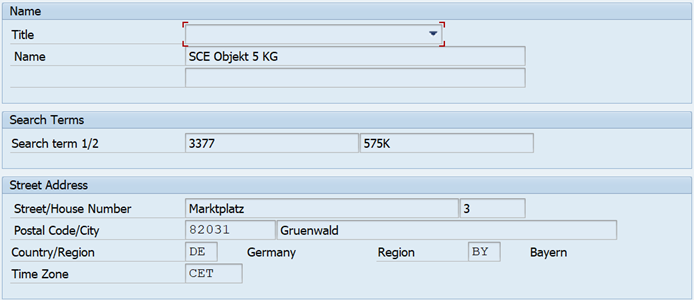 Name
Title
Name SCE Objekt 5 KG
Search Terms
Search term 1/2 3377 575K
Street Address
Street/House Number Marktplatz 3
Postal Code/City 82031 Gruenwald
Country/Region DE Germany Region BY Bayern
Time Zone CET